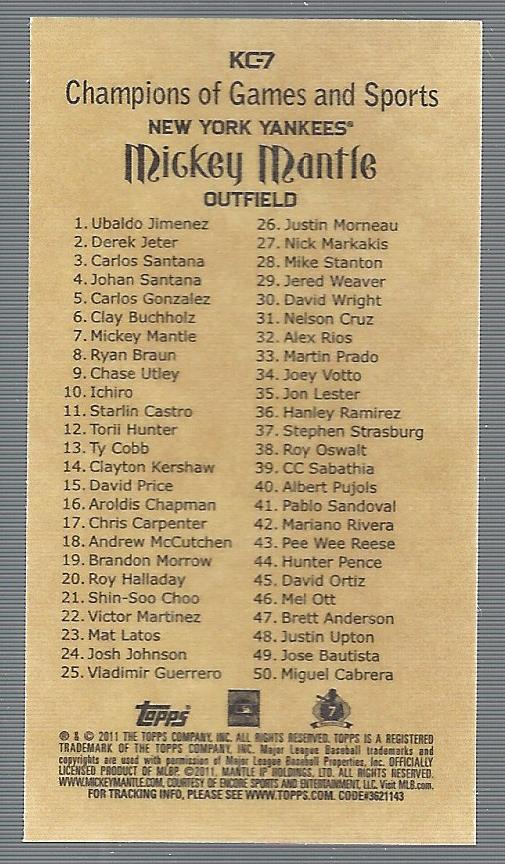 KC-7
Champions of Games and Sports
NEW YORK YANKEES®
Mickey Mantle
OUTFIELD
1. Ubaldo Jimenez
2. Derek Jeter
3. Carlos Santana
4. Johan Santana
5. Carlos Gonzalez
6. Clay Buchholz
7. Mickey Mantle
8. Ryan Braun
9. Chase Utley
10. Ichiro
11. Starlin Castro
12. Torii Hunter
13. Ty Cobb
14. Clayton Kershaw
15. David Price
16. Aroldis Chapman
17. Chris Carpenter
18. Andrew McCutchen
19. Brandon Morrow
20. Roy Halladay
21. Shin-Soo Choo
22. Victor Martinez
23. Mat Latos
24. Josh Johnson
25. Vladimir Guerrero
26. Justin Morneau
27. Nick Markakis
28. Mike Stanton
29. Jered Weaver
30. David Wright
31. Nelson Cruz
32. Alex Rios
33. Martin Prado
34. Joey Votto
35. Jon Lester
36. Hanley Ramirez
37. Stephen Strasburg
38. Roy Oswalt
39. CC Sabathia
40. Albert Pujols
41. Pablo Sandoval
42. Mariano Rivera
43. Pee Wee Reese
44. Hunter Pence
45. David Ortiz
46. Mel Ott
47. Brett Anderson
48. Justin Upton
49. Jose Bautista
50. Miguel Cabrera
Topps
7
® & © 2011 THE TOPPS COMPANY, INC. ALL RIGHTS RESERVED. TOPPS IS A REGISTERED
TRADEMARK OF THE TOPPS COMPANY, INC. Major League Baseball trademarks and
copyrights are used with permission of Major League Baseball Properties, Inc. OFFICIALLY
LICENSED PRODUCT OF MLBP. ©2011. MANTLE IP HOLDINGS, LTD. ALL RIGHTS RESERVED.
WWW.MICKEYMANTLE.COM, COURTESY OF ENCORE SPORTS AND ENTERTAINMENT, LLC. Visit MLB.com.
FOR TRACKING INFO, PLEASE SEE WWW.TOPPS.COM. CODE#3621143